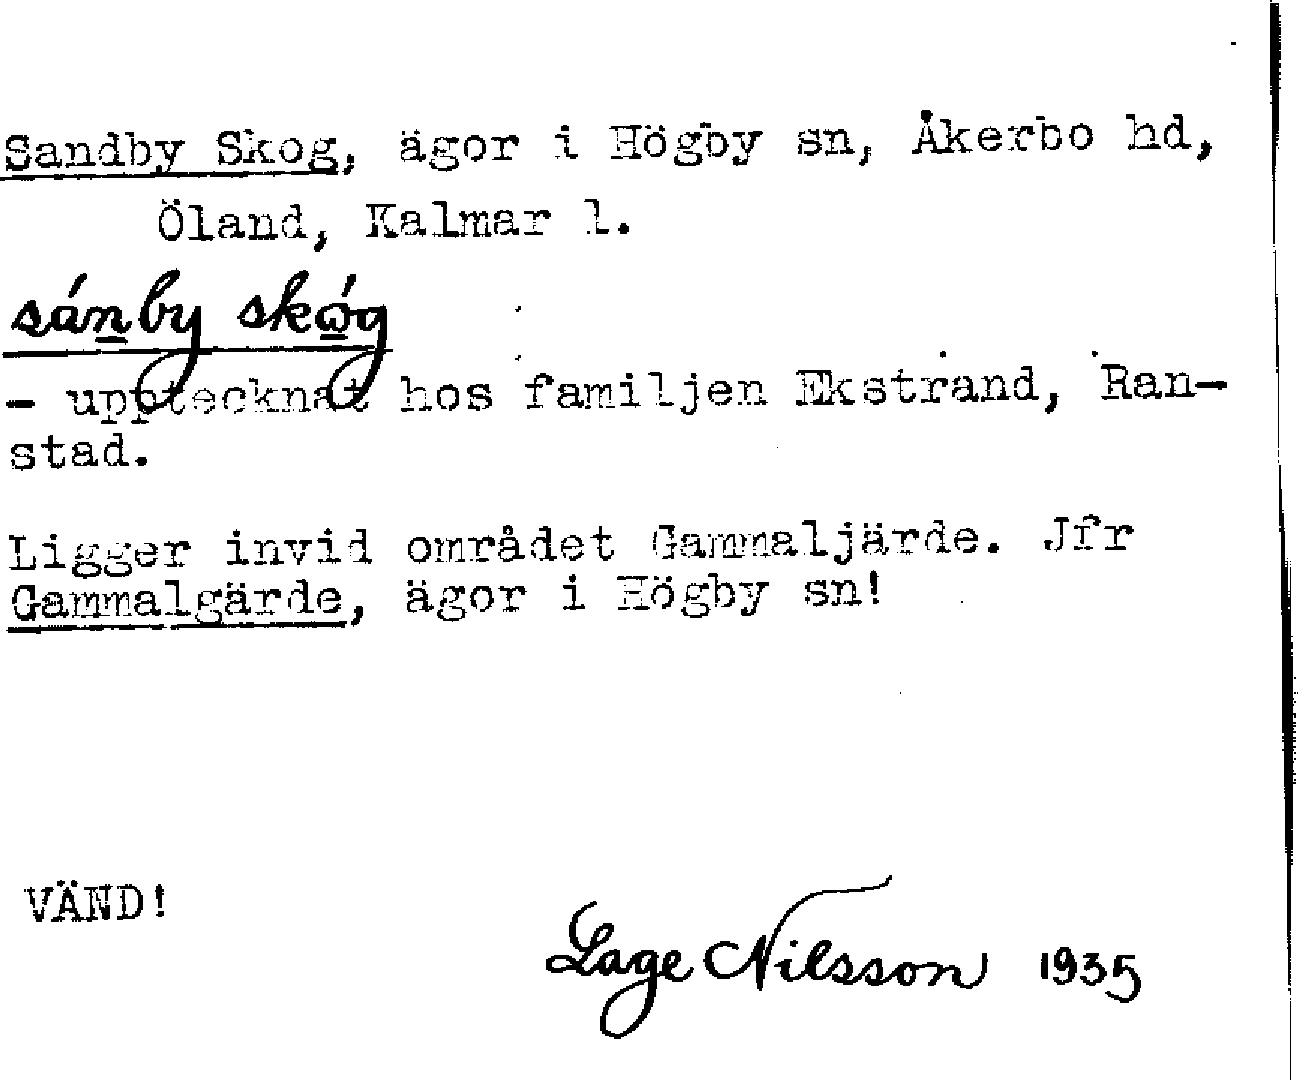 Sandby Skog, ägor i Högby sn, Åkerbo hd,
Öland, Kalmar l.
sánby skǿg
- upptecknat hos familjen Ekstrand, Ran-
stad.
Ligger invid området Gammaljärde. Jfr
Gammalgärde, ägor i Högby sn!
VÄND!
Lage Nilsson 1935